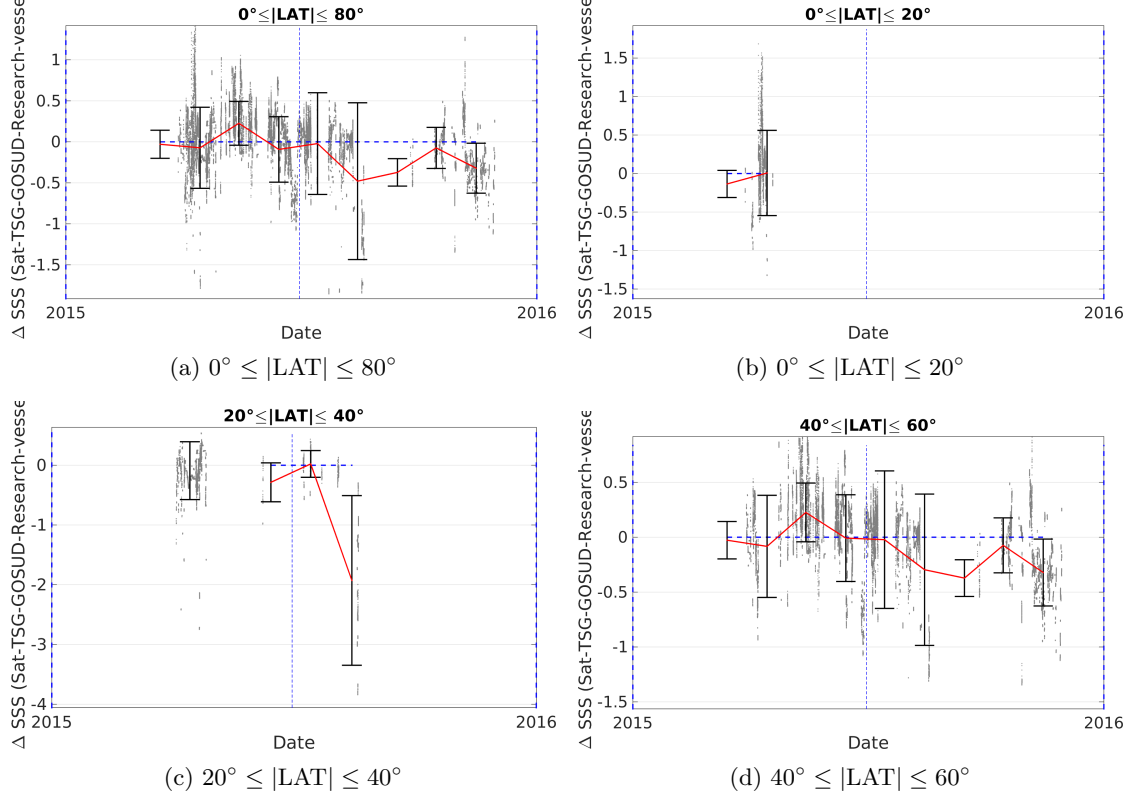 0°≤|LAT|≤ 80°
Δ SSS (Sat-TSG-GOSUD-Research-vessel
1
0.5
0
-0.5
-1
-1.5
2015
2016
Date
(a) 0° ≤ |LAT| ≤ 80°
0°≤|LAT|≤ 20°
Δ SSS (Sat-TSG-GOSUD-Research-vessel
1.5
1
0.5
0
-0.5
-1
-1.5
2015
2016
Date
(b) 0° ≤ |LAT| ≤ 20°
20°≤|LAT|≤ 40°
Δ SSS (Sat-TSG-GOSUD-Research-vesse
0
-1
-2
-3
-4
2015
2016
Date
(c) 20° ≤ |LAT| ≤ 40°
40°≤|LAT|≤ 60°
Δ SSS (Sat-TSG-GOSUD-Research-vesse
0.5
0
-0.5
-1
-1.5
2015
2016
Date
(d) 40° ≤ |LAT| ≤ 60°